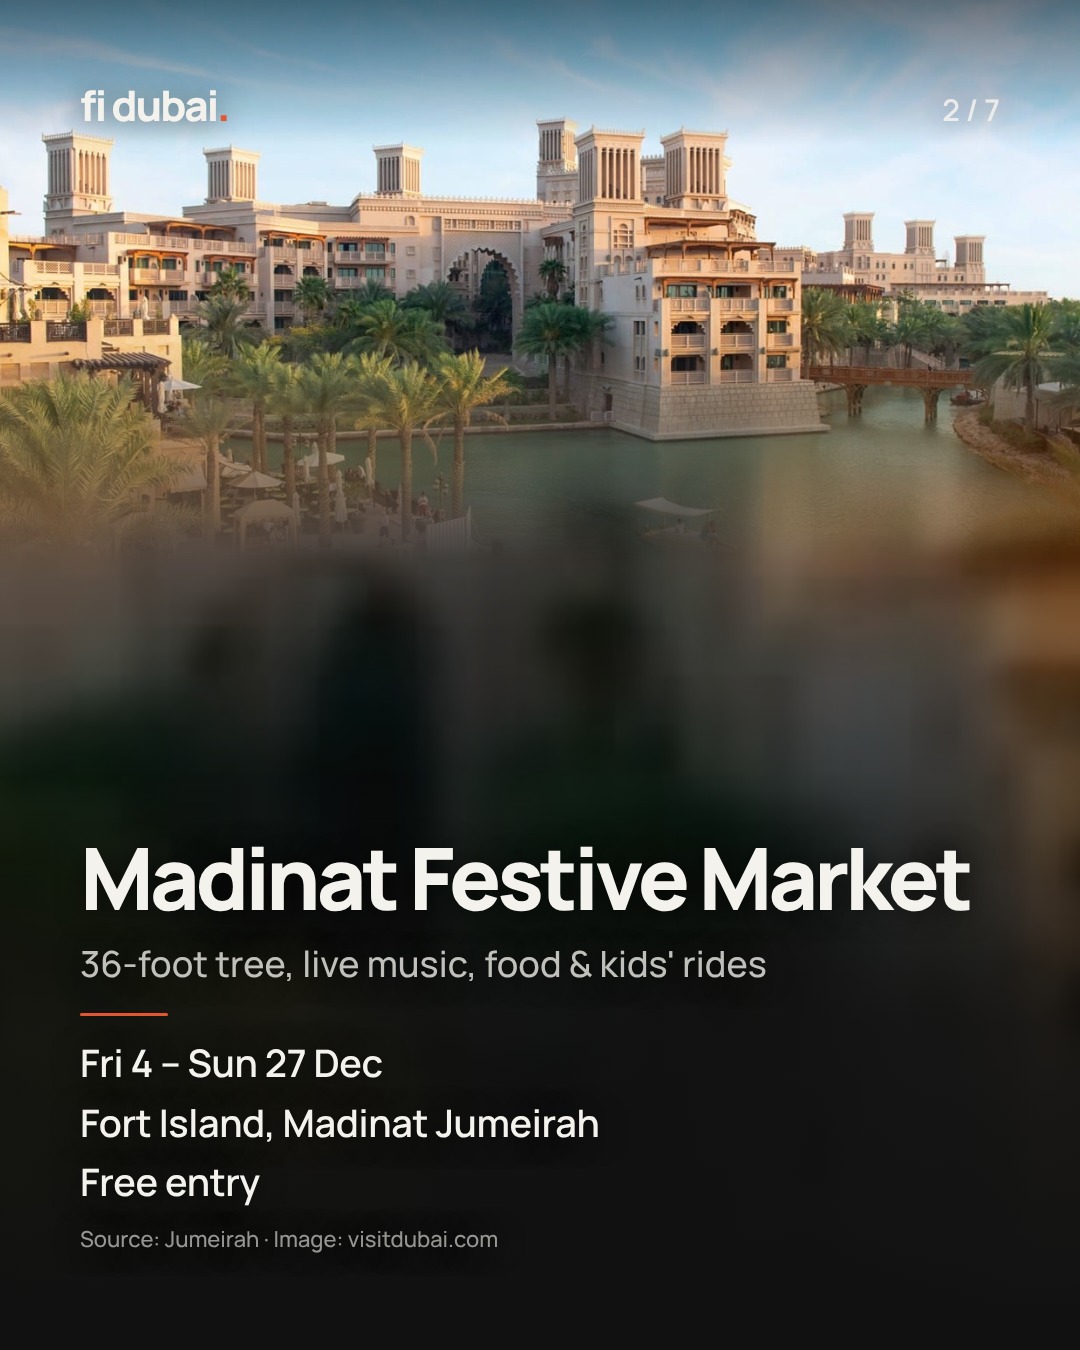 fi dubai.
2 / 7
Madinat Festive Market
36-foot tree, live music, food & kids' rides
Fri 4 – Sun 27 Dec
Fort Island, Madinat Jumeirah
Free entry
Source: Jumeirah · Image: visitdubai.com